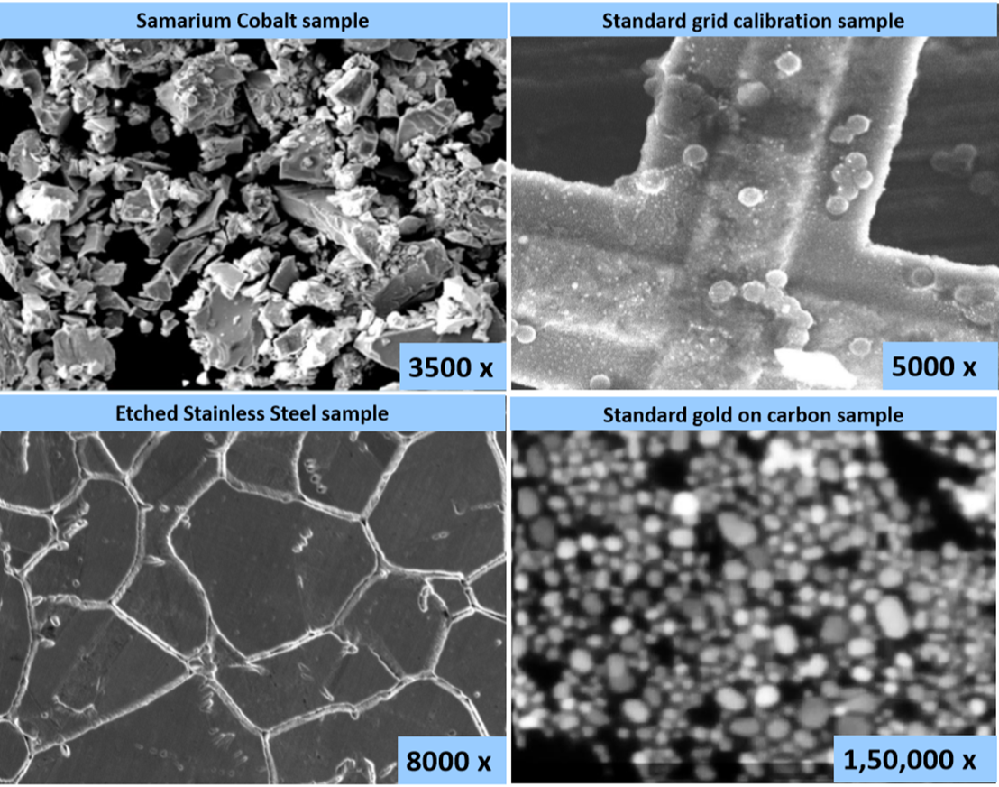 Samarium Cobalt sample
3500 x
Standard grid calibration sample
5000 x
Etched Stainless Steel sample
8000 x
Standard gold on carbon sample
1,50,000 x